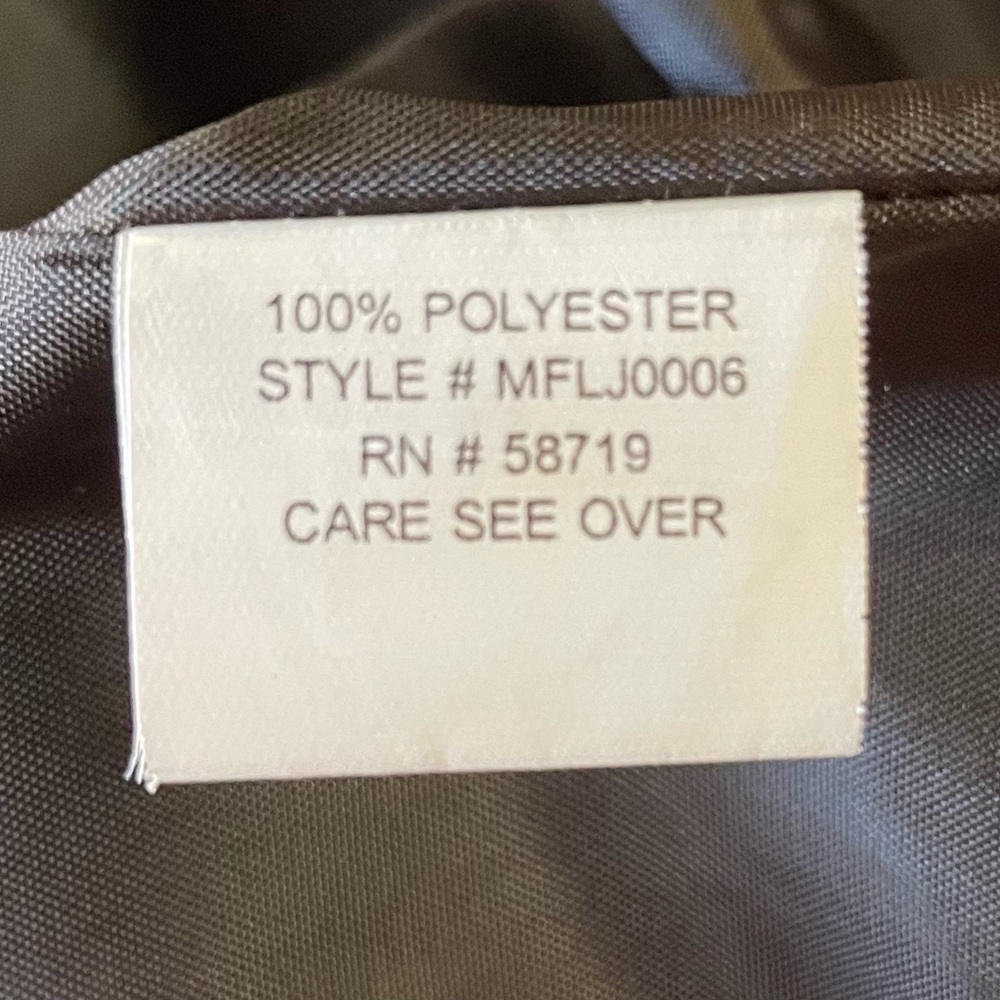 100% POLYESTER
STYLE # MFLJ0006
RN # 58719
CARE SEE OVER